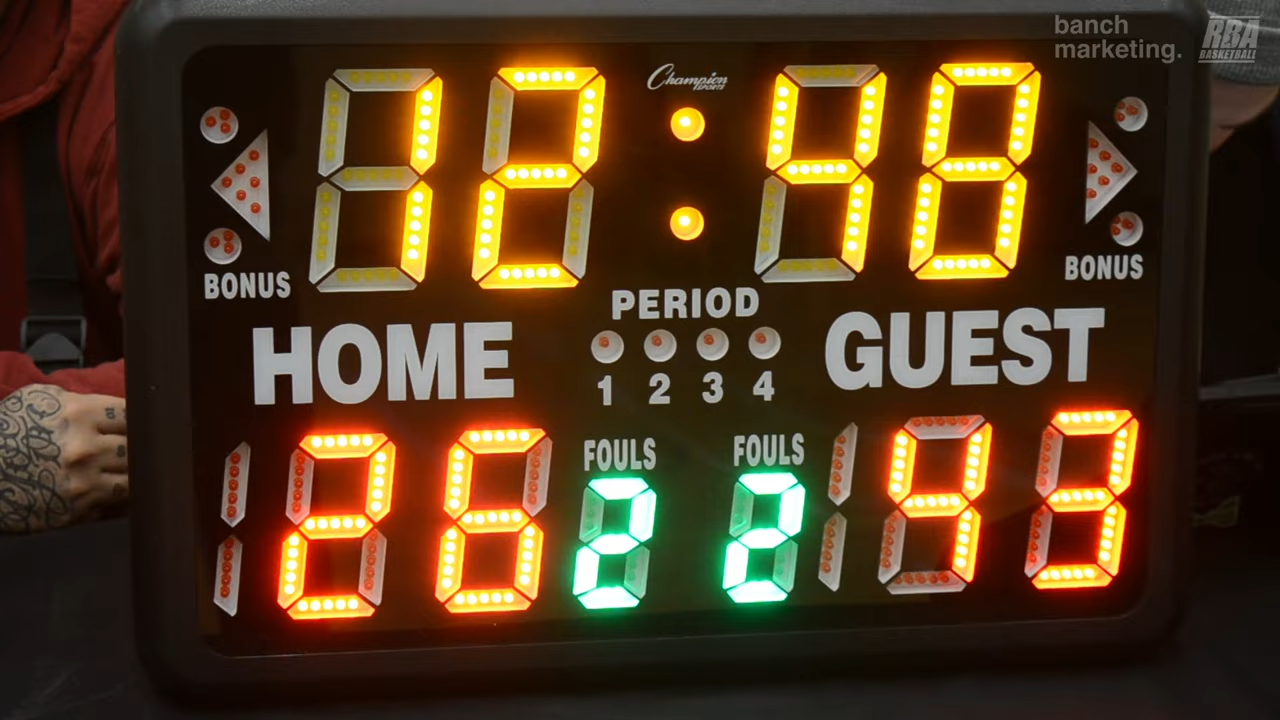 banch
marketing.
RBA
BASKETBALL
Champion
SPORTS
12:48
BONUS
BONUS
PERIOD
HOME
GUEST
1 2 3 4
FOULS
FOULS
26
2
2
43